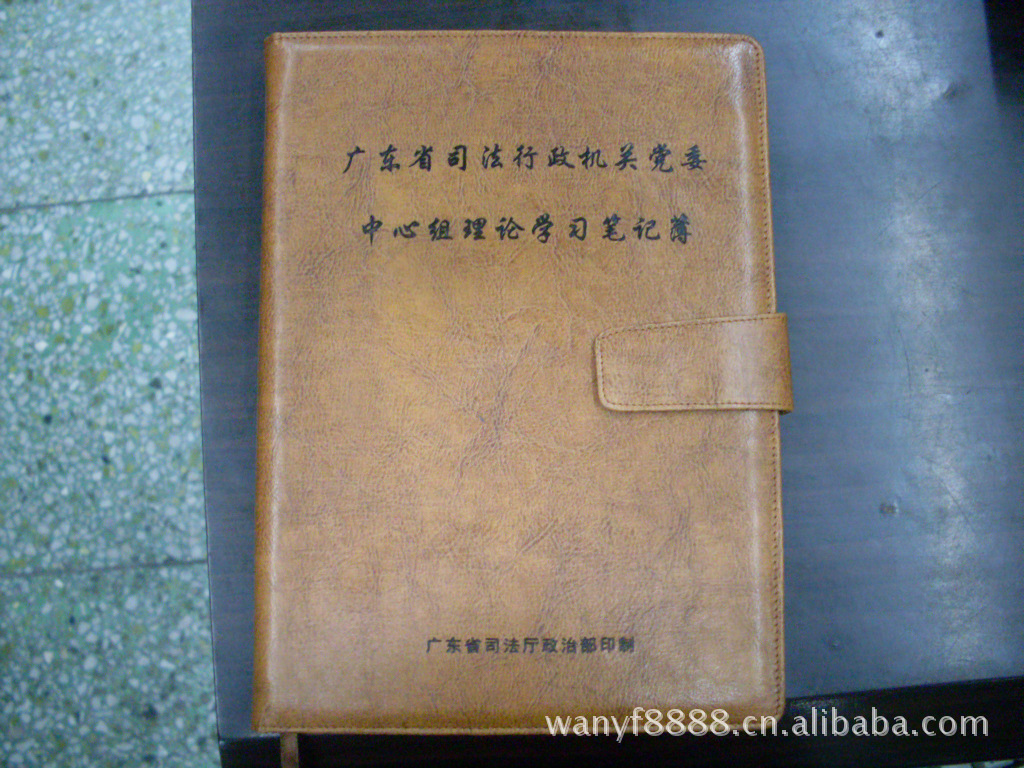 广东省司法行政机关党委
中心组理论学习笔记薄
广东省司法厅政治部印制
wanyf8888.cn.alibaba.com